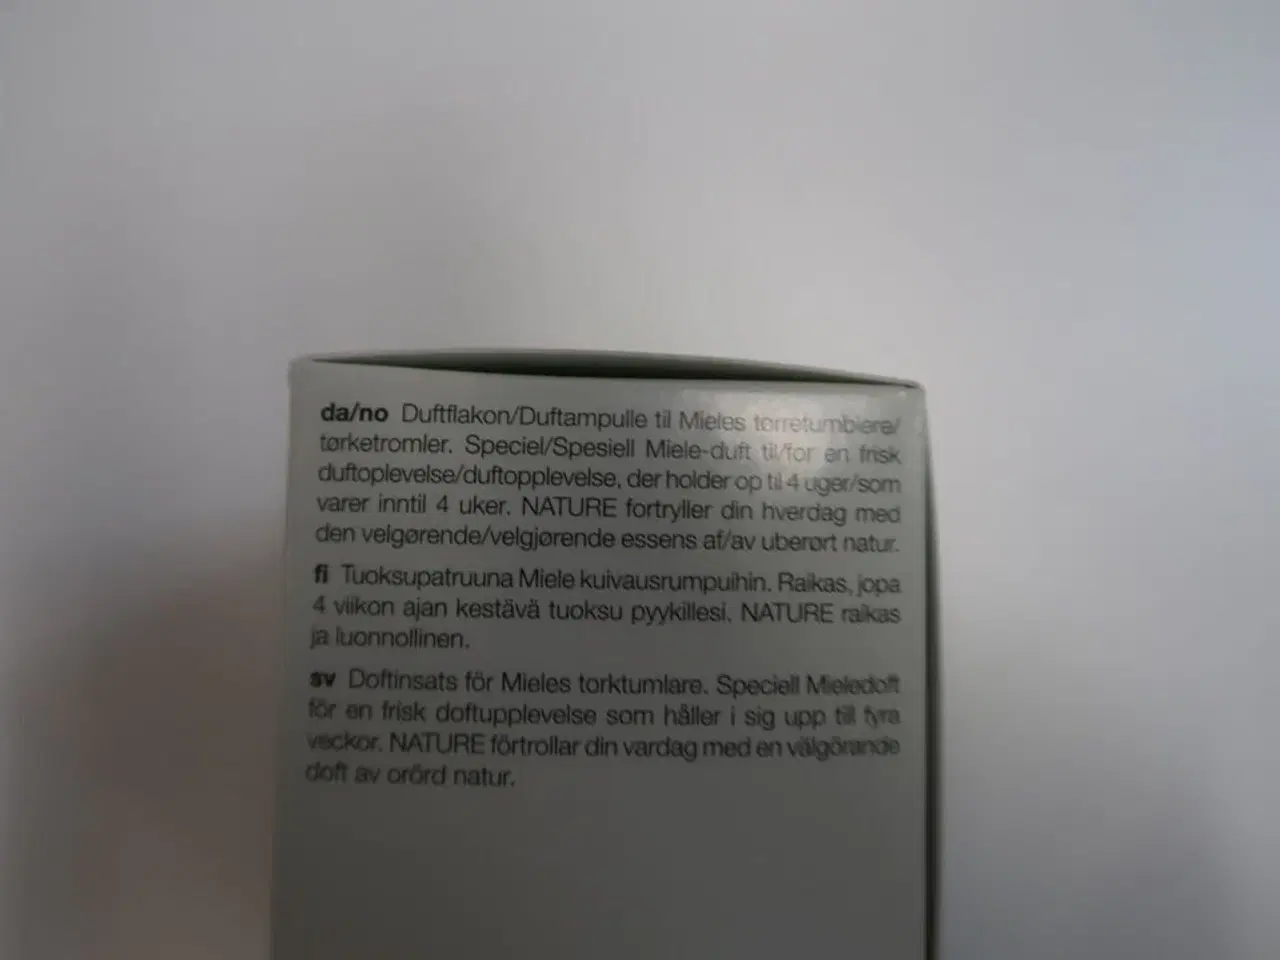 da/no Duftflakon/Duftampulle til Mieles tørretumblere/
tørketromler. Speciel/Spesiell Miele-duft til/for en frisk
duftoplevelse/duftopplevelse, der holder op til 4 uger/som
varer inntil 4 uker. NATURE fortryller din hverdag med
den velgørende/velgjørende essens af/av uberørt natur.
fi Tuoksupatruuna Miele kuivausrumpuihin. Raikas, jopa
4 viikon ajan kestävä tuoksu pyykillesi. NATURE raikas
ja luonnollinen.
sv Doftinsats för Mieles torktumlare. Speciell Mieledoft
för en frisk doftupplevelse som håller i sig upp till fyra
veckor. NATURE förtrollar din vardag med en välgörande
doft av orörd natur.